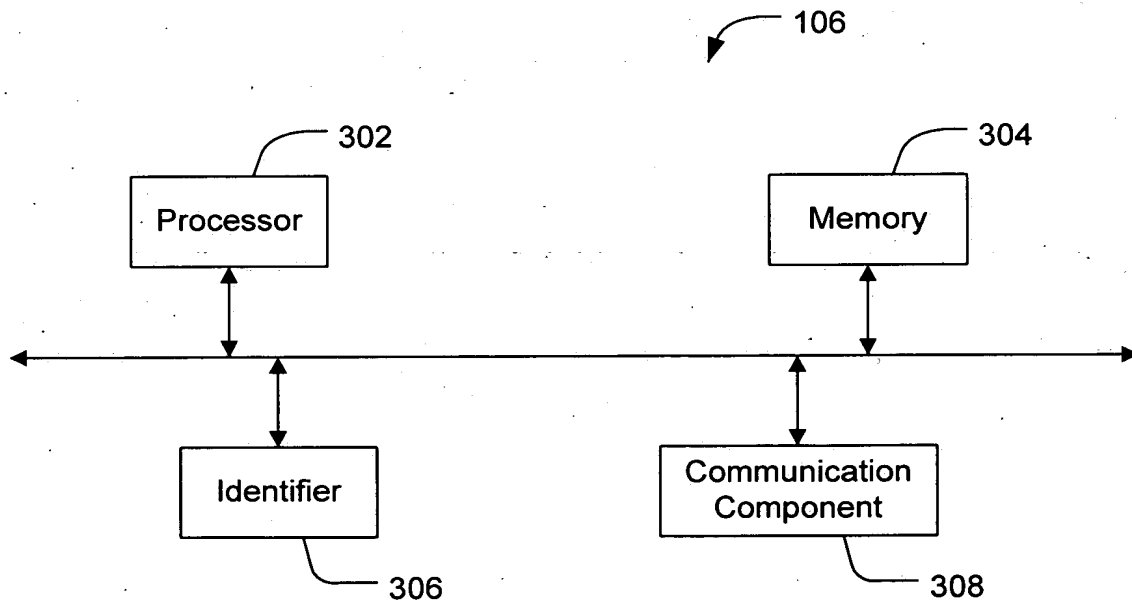 106
302
304
Processor
Memory
Identifier
Communication
Component
306
308